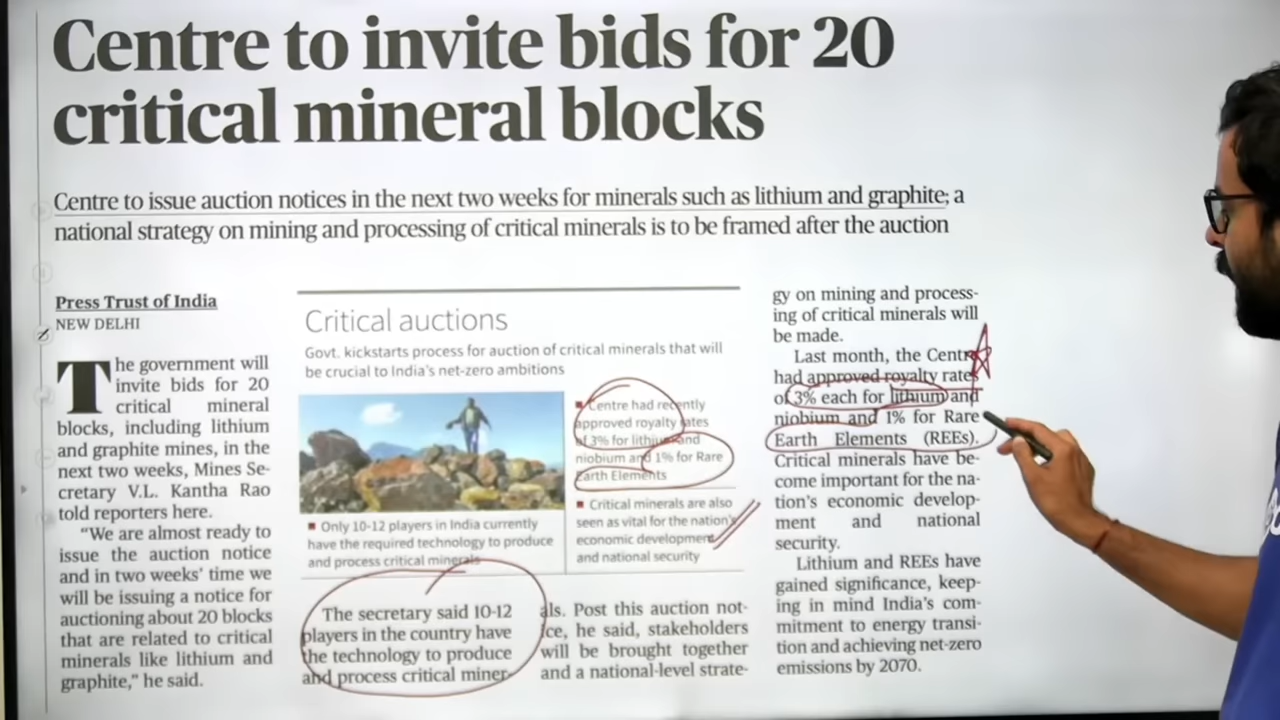 Centre to invite bids for 20
critical mineral blocks
Centre to issue auction notices in the next two weeks for minerals such as lithium and graphite; a
national strategy on mining and processing of critical minerals is to be framed after the auction
Press Trust of India
NEW DELHI
The government will
invite bids for 20
critical mineral
blocks, including lithium
and graphite mines, in the
next two weeks, Mines Se-
cretary V.L. Kantha Rao
told reporters here.
“We are almost ready to
issue the auction notice
and in two weeks’ time we
will be issuing a notice for
auctioning about 20 blocks
that are related to critical
minerals like lithium and
graphite,” he said.
Critical auctions
Govt. kickstarts process for auction of critical minerals that will
be crucial to India’s net-zero ambitions
Only 10-12 players in India currently
have the required technology to produce
and process critical minerals
Centre had recently
approved royalty rates
of 3% for lithium and
niobium and 1% for Rare
Earth Elements
Critical minerals are also
seen as vital for the nation’s
economic development
and national security
The secretary said 10-12
players in the country have
the technology to produce
and process critical miner-
als. Post this auction not-
ice, he said, stakeholders
will be brought together
and a national-level strate-
gy on mining and process-
ing of critical minerals will
be made.
Last month, the Centre
had approved royalty rates
of 3% each for lithium and
niobium and 1% for Rare
Earth Elements (REEs).
Critical minerals have be-
come important for the na-
tion’s economic develop-
ment and national
security.
Lithium and REEs have
gained significance, keep-
ing in mind India’s com-
mitment to energy transi-
tion and achieving net-zero
emissions by 2070.